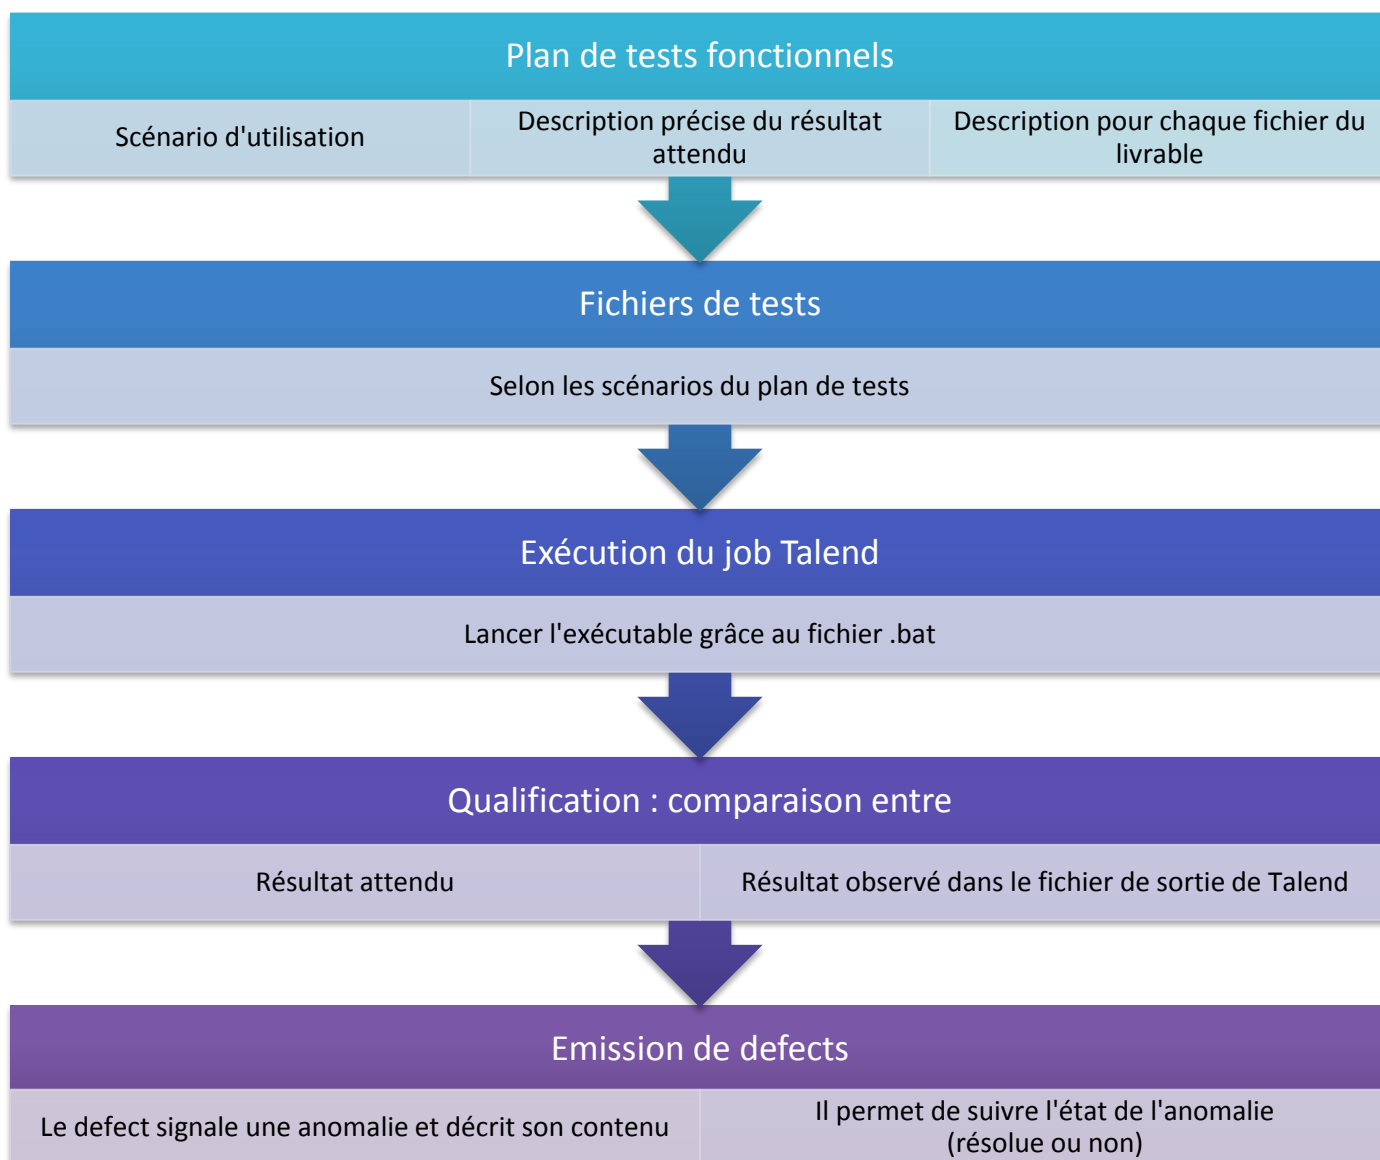 Plan de tests fonctionnels
Scénario d'utilisation
Description précise du résultat
attendu
Description pour chaque fichier du
livrable
Fichiers de tests
Selon les scénarios du plan de tests
Exécution du job Talend
Lancer l'exécutable grâce au fichier .bat
Qualification : comparaison entre
Résultat attendu
Résultat observé dans le fichier de sortie de Talend
Emission de defects
Le defect signale une anomalie et décrit son contenu
Il permet de suivre l'état de l'anomalie
(résolue ou non)